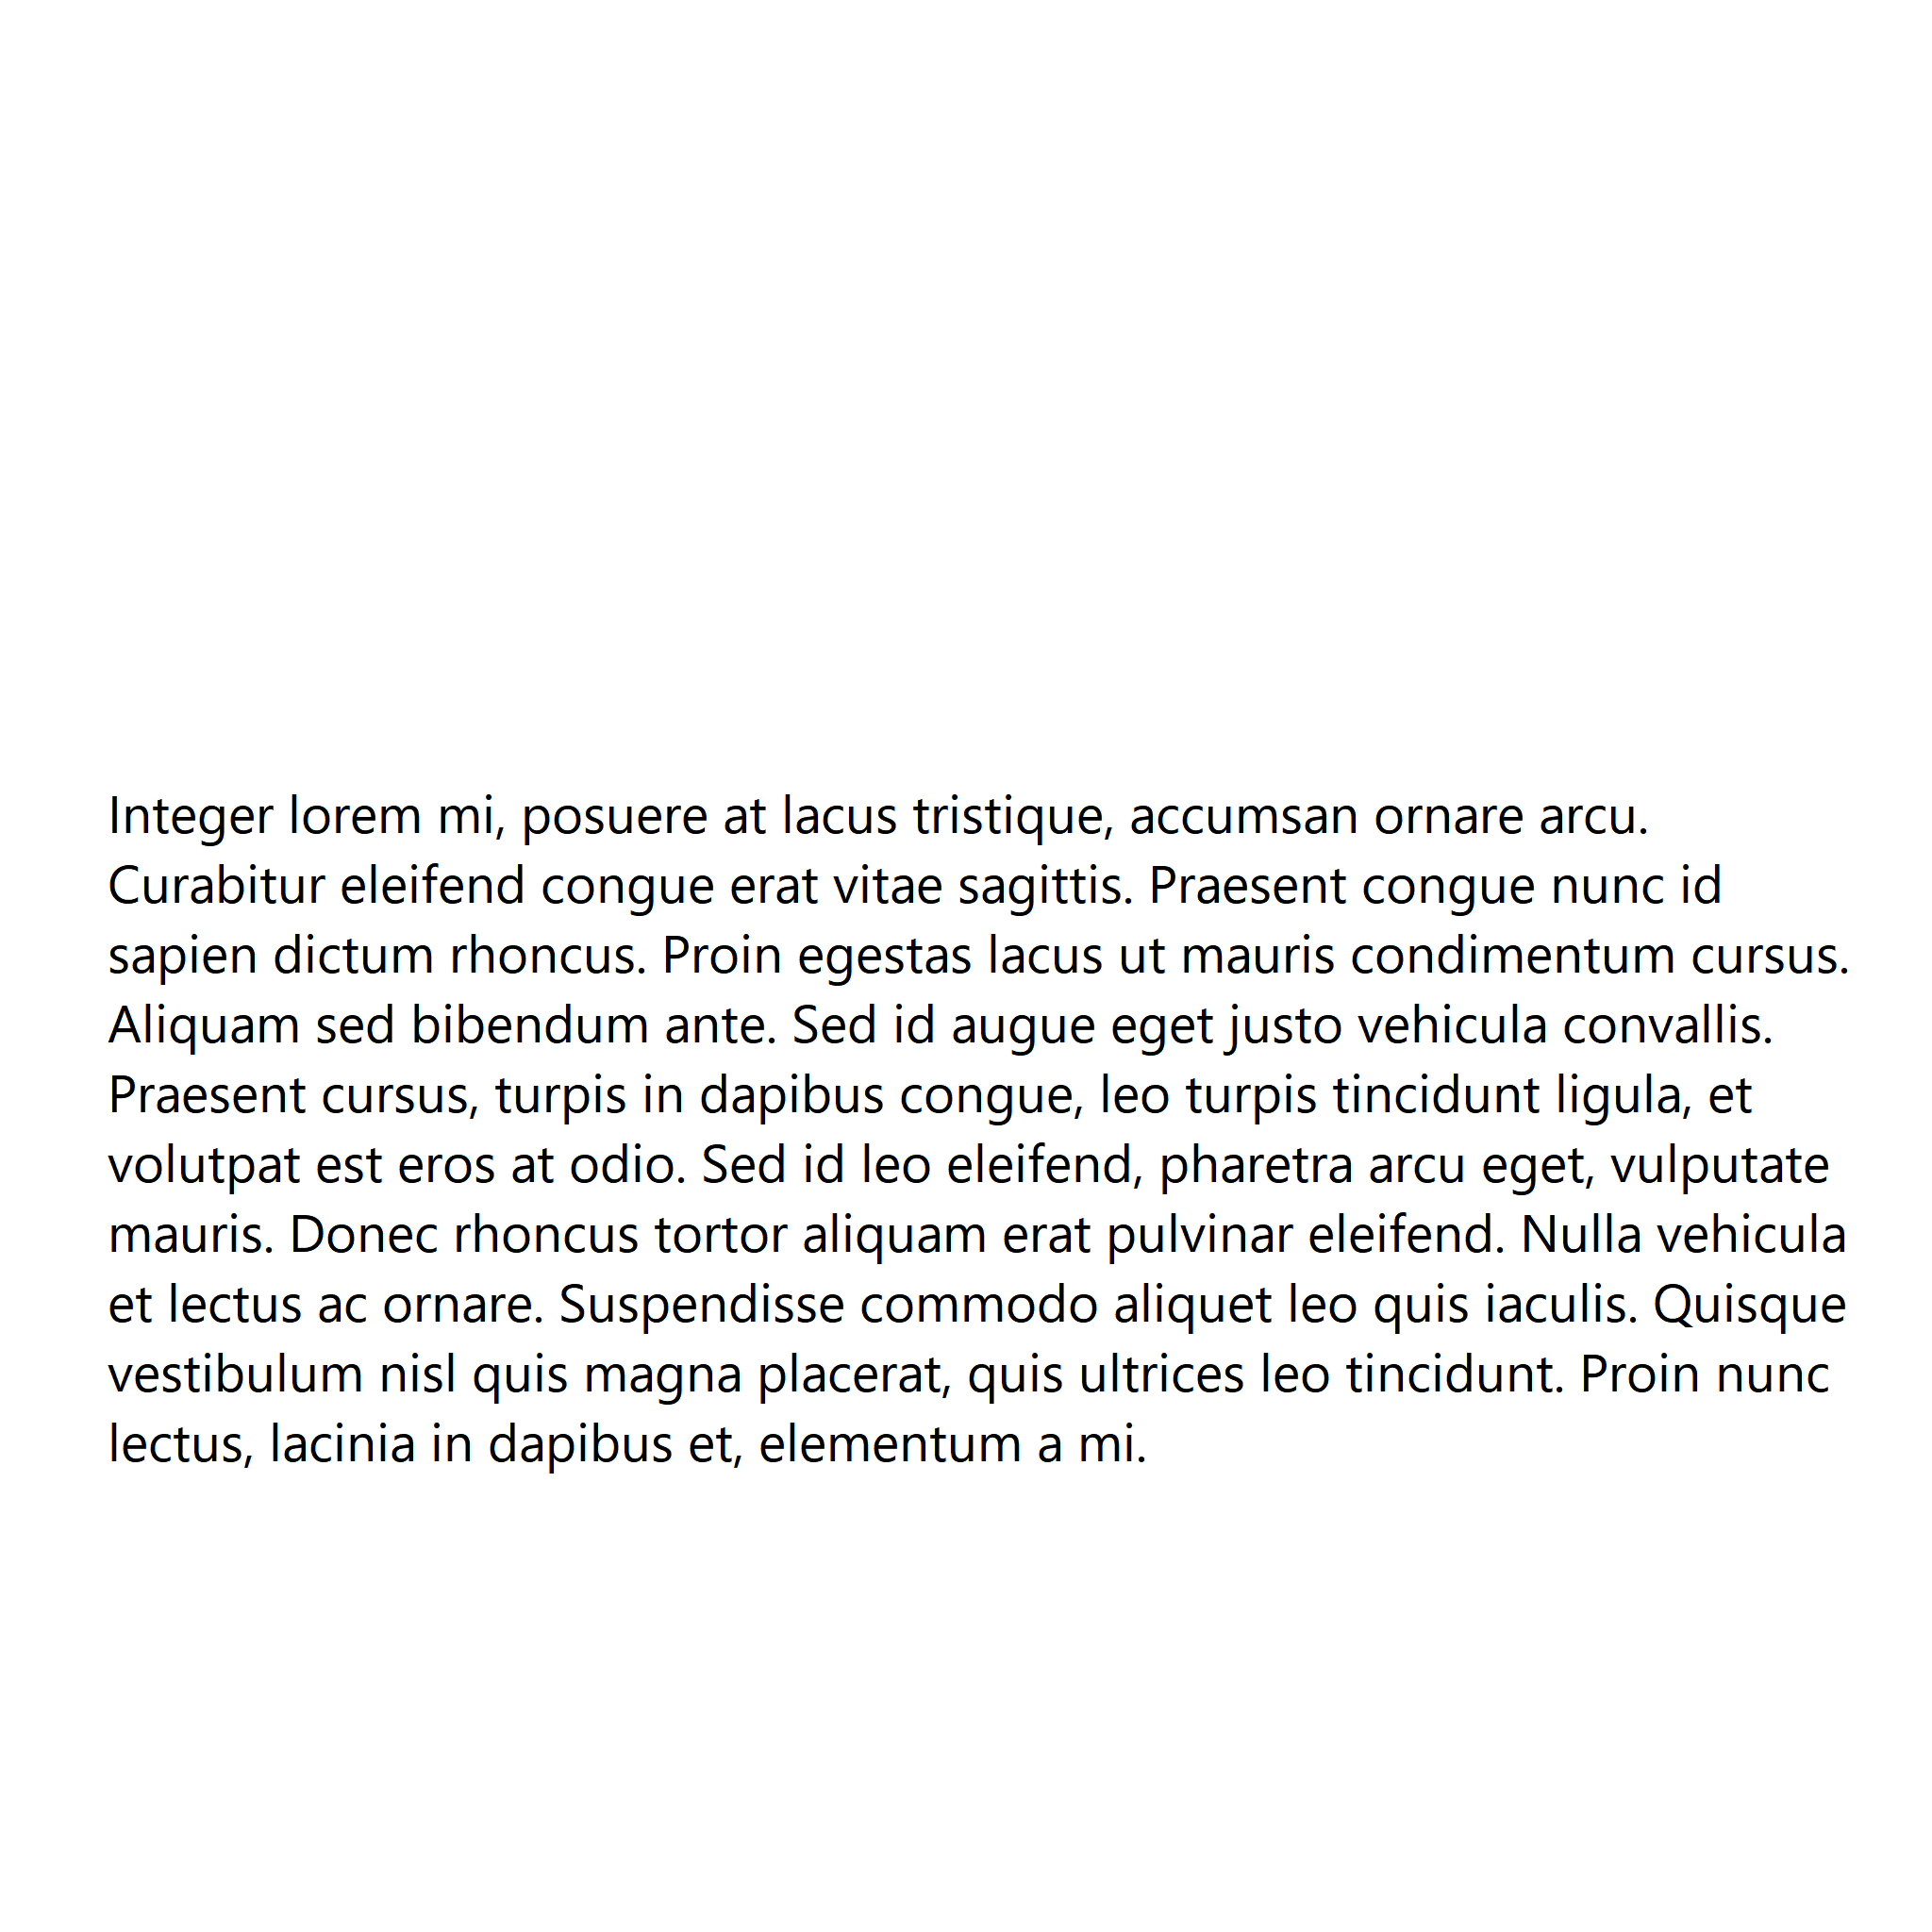 Integer lorem mi, posuere at lacus tristique, accumsan ornare arcu.
Curabitur eleifend congue erat vitae sagittis. Praesent congue nunc id
sapien dictum rhoncus. Proin egestas lacus ut mauris condimentum cursus.
Aliquam sed bibendum ante. Sed id augue eget justo vehicula convallis.
Praesent cursus, turpis in dapibus congue, leo turpis tincidunt ligula, et
volutpat est eros at odio. Sed id leo eleifend, pharetra arcu eget, vulputate
mauris. Donec rhoncus tortor aliquam erat pulvinar eleifend. Nulla vehicula
et lectus ac ornare. Suspendisse commodo aliquet leo quis iaculis. Quisque
vestibulum nisl quis magna placerat, quis ultrices leo tincidunt. Proin nunc
lectus, lacinia in dapibus et, elementum a mi.